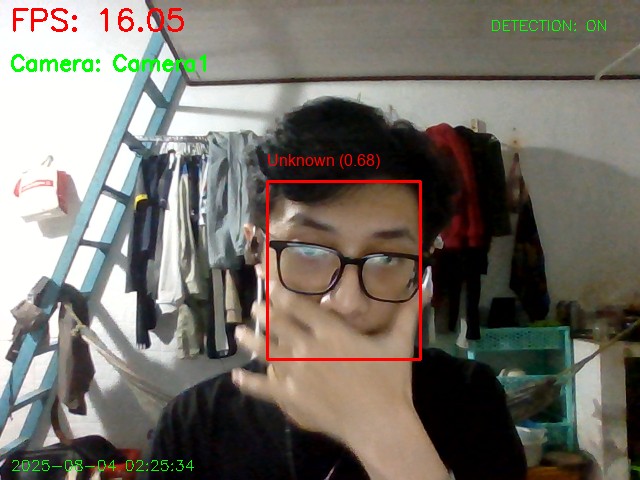 FPS: 16.05
DETECTION: ON
Camera: Camera1
Unknown (0.68)
2025-08-04 02:25:34